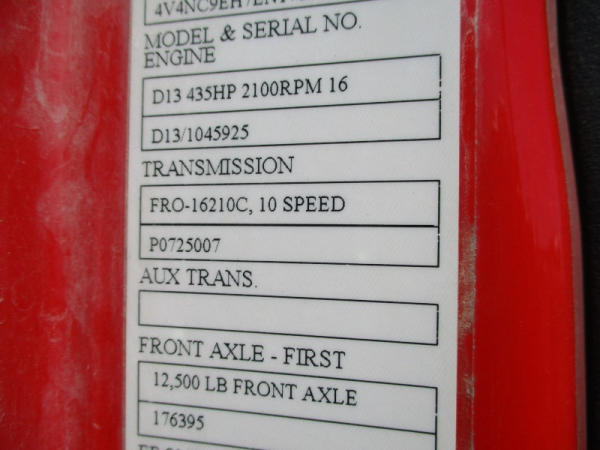 4V4NC9EH
MODEL & SERIAL NO.
ENGINE
D13 435HP 2100RPM 16
D13/1045925
TRANSMISSION
FRO-16210C, 10 SPEED
P0725007
AUX TRANS.
FRONT AXLE - FIRST
12,500 LB FRONT AXLE
176395